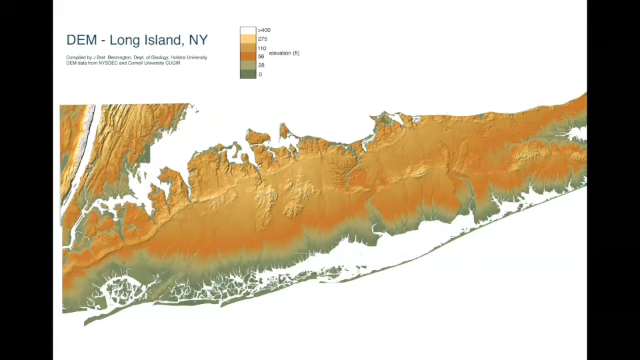 DEM - Long Island, NY
Compiled by J Bret Bennington, Dept. of Geology, Hofstra University
DEM data from NYSDEC and Cornell University CUGIR
>400
275
110
56
28
0
elevation (ft)